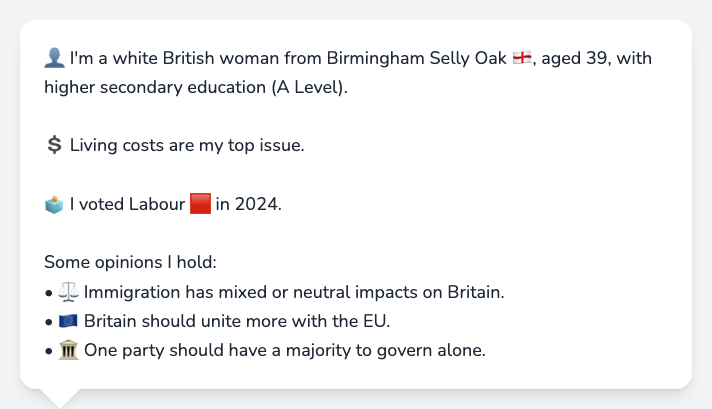 👤 I'm a white British woman from Birmingham Selly Oak 🏴󠁧󠁢󠁥󠁮󠁧󠁿, aged 39, with
higher secondary education (A Level).
💲 Living costs are my top issue.
🗳️ I voted Labour 🟥 in 2024.
Some opinions I hold:
• ⚖️ Immigration has mixed or neutral impacts on Britain.
• 🇪🇺 Britain should unite more with the EU.
• 🏛️ One party should have a majority to govern alone.